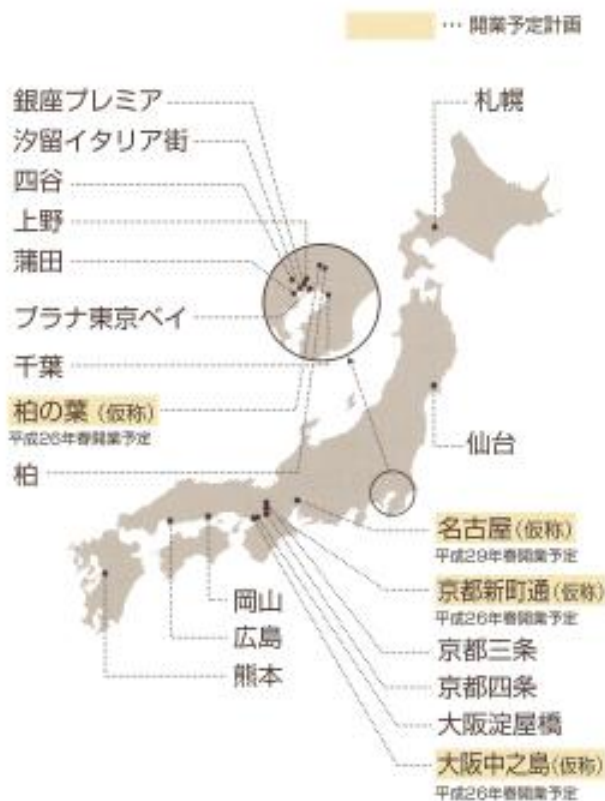 … 開業予定計画
銀座プレミア
汐留イタリア街
四谷
上野
蒲田
プラナ東京ベイ
千葉
柏の葉(仮称)
平成26年春開業予定
柏
札幌
仙台
名古屋(仮称)
平成29年春開業予定
京都新町通(仮称)
平成26年春開業予定
京都三条
京都四条
大阪淀屋橋
大阪中之島(仮称)
平成26年春開業予定
岡山
広島
熊本